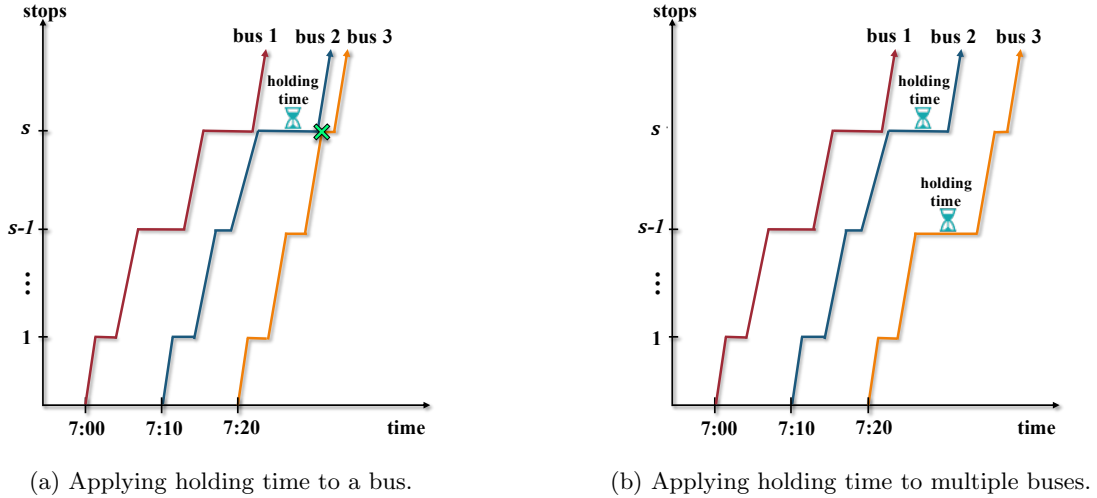 stops
bus 1 bus 2 bus 3
holding
time
s
s-1
⋮
1
7:00 7:10 7:20 time
(a) Applying holding time to a bus.
stops
bus 1 bus 2 bus 3
holding
time
s
holding
time
s-1
⋮
1
7:00 7:10 7:20 time
(b) Applying holding time to multiple buses.